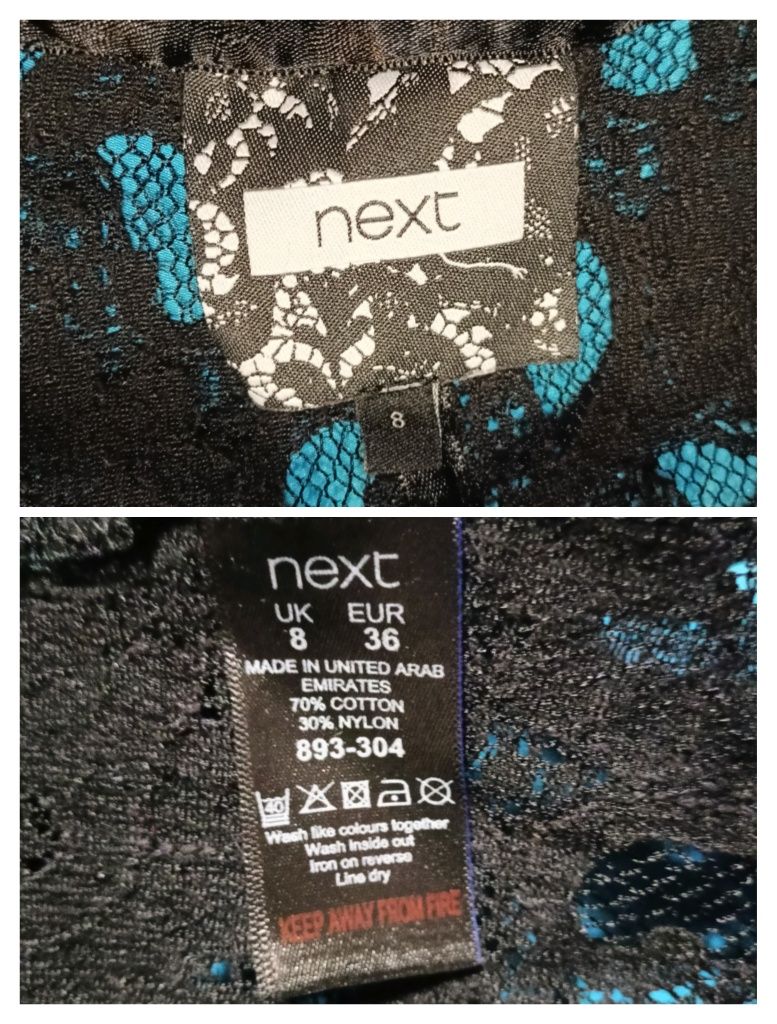 next
8
next
UK EUR
8 36
MADE IN UNITED ARAB
EMIRATES
70% COTTON
30% NYLON
893-304
40
Wash like colours together
Wash inside out
Iron on reverse
Line dry
KEEP AWAY FROM FIRE